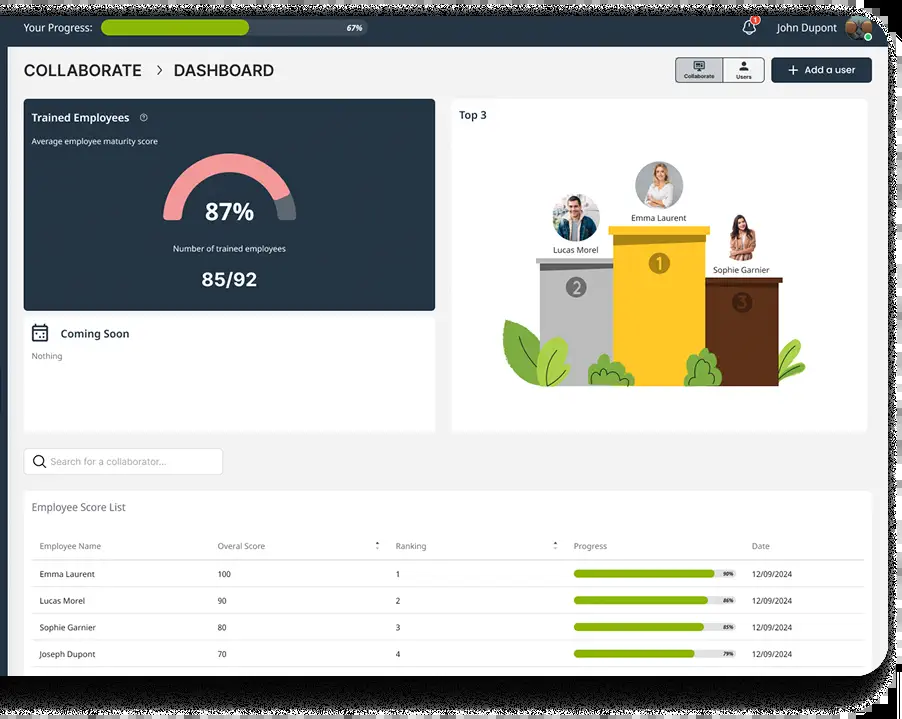 Your Progress: 67% 1 John Dupont
COLLABORATE > DASHBOARD Collaborate Users + Add a user
Trained Employees ?
Average employee maturity score
87%
Number of trained employees
85/92
Top 3
Emma Laurent
Lucas Morel
Sophie Garnier
1
2
3
Coming Soon
Nothing
Search for a collaborator...
Employee Score List
Employee Name Overal Score Ranking Progress Date
Emma Laurent 100 1 90% 12/09/2024
Lucas Morel 90 2 86% 12/09/2024
Sophie Garnier 80 3 85% 12/09/2024
Joseph Dupont 70 4 79% 12/09/2024